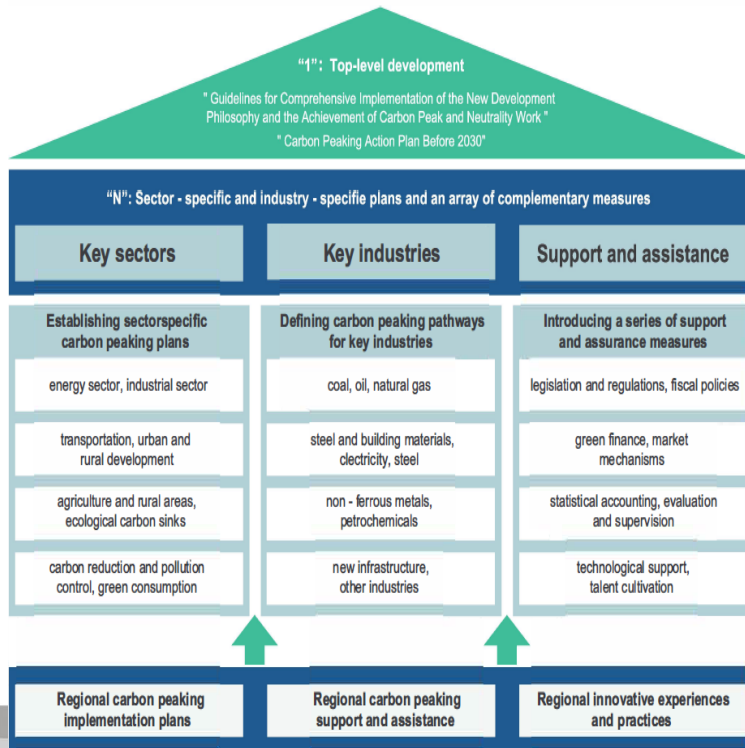 “1”: Top-level development
" Guidelines for Comprehensive Implementation of the New Development
Philosophy and the Achievement of Carbon Peak and Neutrality Work "
" Carbon Peaking Action Plan Before 2030"
“N”: Sector - specific and industry - specifie plans and an array of complementary measures
Key sectors
Key industries
Support and assistance
Establishing sectorspecific
carbon peaking plans
energy sector, industrial sector
transportation, urban and
rural development
agriculture and rural areas,
ecological carbon sinks
carbon reduction and pollution
control, green consumption
Defining carbon peaking pathways
for key industries
coal, oil, natural gas
steel and building materials,
clectricity, steel
non - ferrous metals,
petrochemicals
new infrastructure,
other industries
Introducing a series of support
and assurance measures
legislation and regulations, fiscal policies
green finance, market
mechanisms
statistical accounting, evaluation
and supervision
technological support,
talent cultivation
Regional carbon peaking
implementation plans
Regional carbon peaking
support and assistance
Regional innovative experiences
and practices